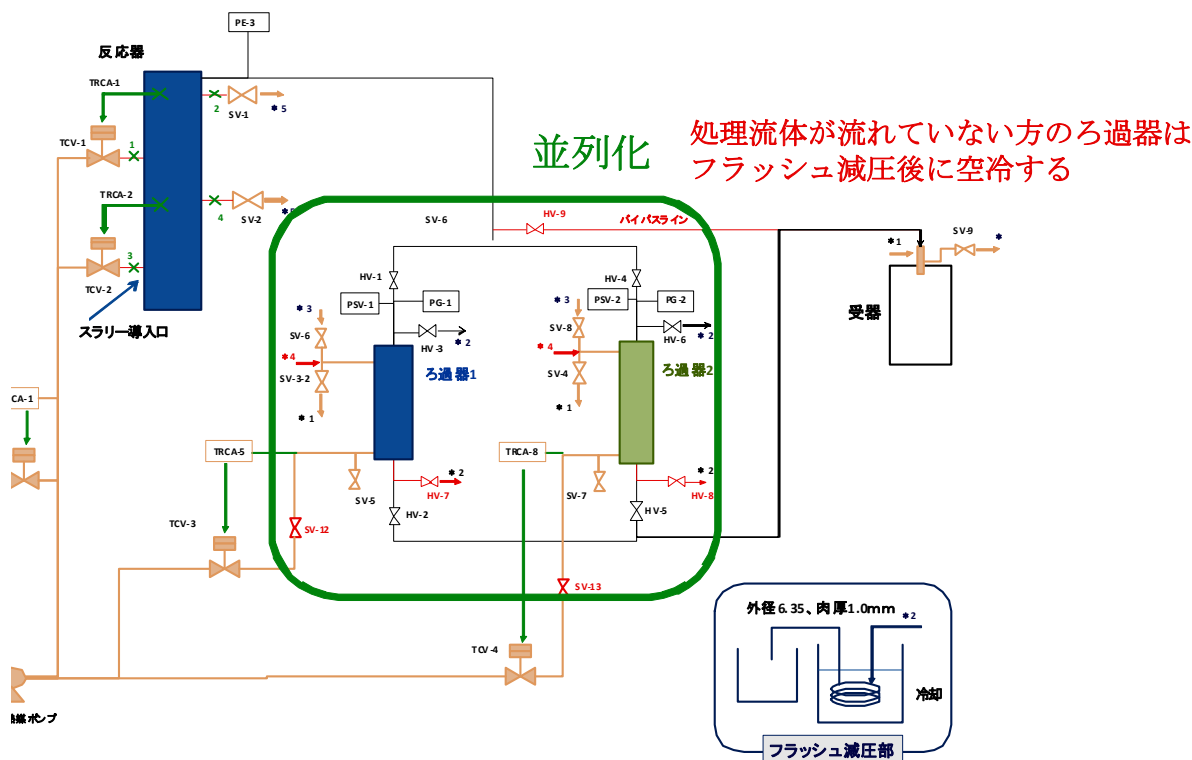 PE-3
反応器
TRCA-1
2
SV-1
* 5
TCV-1
1
TRCA-2
4
SV-2
TCV-2
3
スラリー導入口
並列化
処理流体が流れていない方のろ過器は
フラッシュ減圧後に空冷する
SV-6
HV-9
バイパスライン
* 1
SV-9
*
受器
HV-1
HV-4
PSV-1
PG-1
PSV-2
PG-2
* 3
SV-6
* 4
SV-3-2
* 1
HV-3
* 2
ろ過器1
* 3
SV-8
* 4
SV-4
* 1
HV-6
* 2
ろ過器2
CA-1
TRCA-5
TRCA-8
SV-5
HV-7
* 2
HV-2
SV-7
* 2
HV-8
HV-5
TCV-3
SV-12
SV-13
TCV-4
ポンプ
外径6.35、肉厚1.0mm
*2
冷却
フラッシュ減圧部